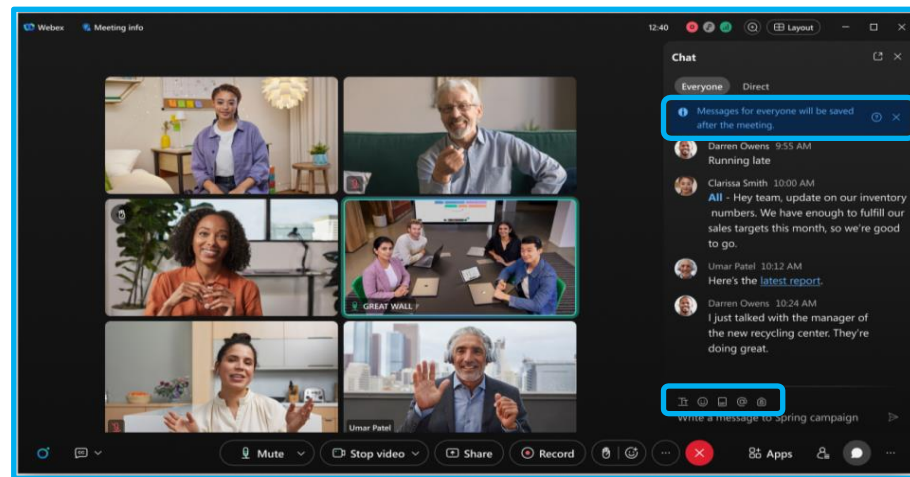 Webex Meeting info 12:40 Layout
Chat
Everyone Direct
Messages for everyone will be saved
after the meeting.
Darren Owens 9:55 AM
Running late
Clarissa Smith 10:00 AM
All - Hey team, update on our inventory
numbers. We have enough to fulfill our
sales targets this month, so we're good
to go.
Umar Patel 10:12 AM
Here's the latest report.
Darren Owens 10:24 AM
I just talked with the manager of
the new recycling center. They're
doing great.
GREAT WALL
Umar Patel
Write a message to Spring campaign
Mute Stop video Share Record Apps